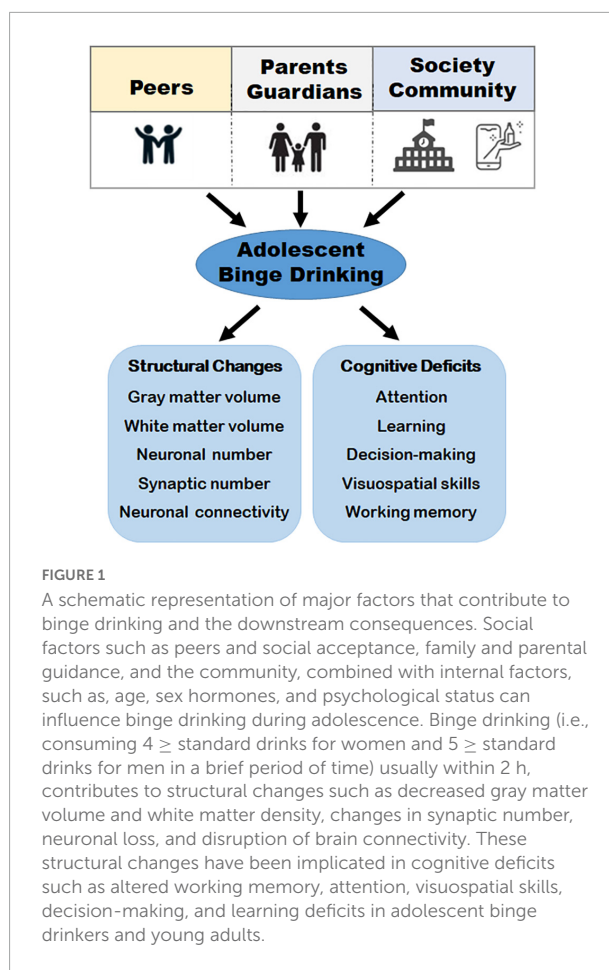 Peers
Parents
Guardians
Society
Community
Adolescent
Binge Drinking
Structural Changes
Gray matter volume
White matter volume
Neuronal number
Synaptic number
Neuronal connectivity
Cognitive Deficits
Attention
Learning
Decision-making
Visuospatial skills
Working memory
FIGURE 1
A schematic representation of major factors that contribute to
binge drinking and the downstream consequences. Social
factors such as peers and social acceptance, family and parental
guidance, and the community, combined with internal factors,
such as, age, sex hormones, and psychological status can
influence binge drinking during adolescence. Binge drinking (i.e.,
consuming 4 ≥ standard drinks for women and 5 ≥ standard
drinks for men in a brief period of time) usually within 2 h,
contributes to structural changes such as decreased gray matter
volume and white matter density, changes in synaptic number,
neuronal loss, and disruption of brain connectivity. These
structural changes have been implicated in cognitive deficits
such as altered working memory, attention, visuospatial skills,
decision-making, and learning deficits in adolescent binge
drinkers and young adults.